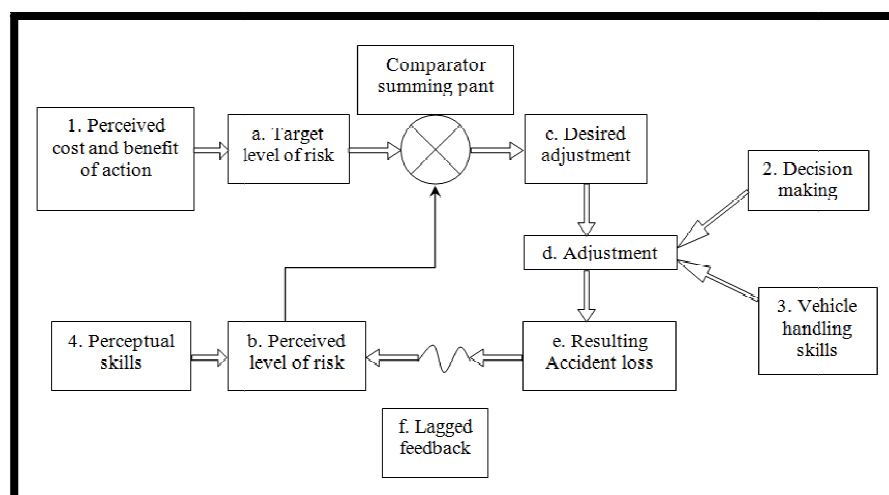 Comparator
summing pant
1. Perceived
cost and benefit
of action
a. Target
level of risk
c. Desired
adjustment
2. Decision
making
d. Adjustment
3. Vehicle
handling
skills
4. Perceptual
skills
b. Perceived
level of risk
e. Resulting
Accident loss
f. Lagged
feedback